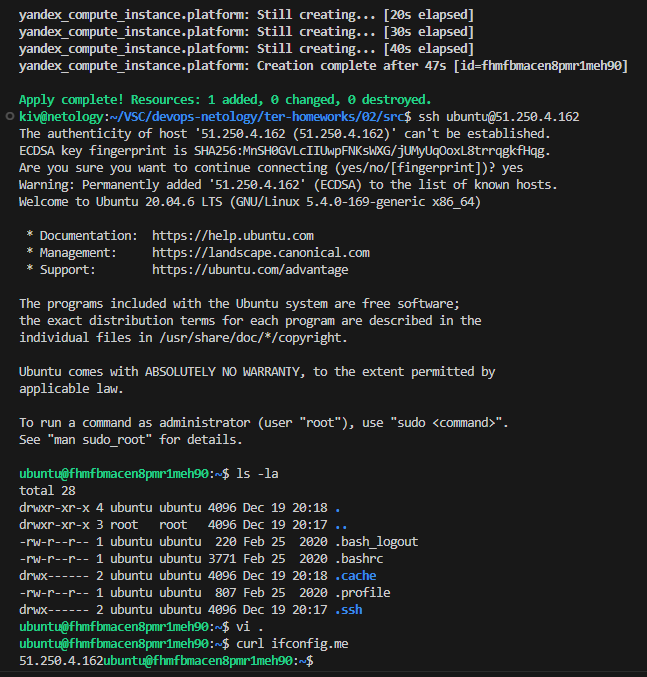 yandex_compute_instance.platform: Still creating... [20s elapsed]
yandex_compute_instance.platform: Still creating... [30s elapsed]
yandex_compute_instance.platform: Still creating... [40s elapsed]
yandex_compute_instance.platform: Creation complete after 47s [id=fhmfbmacen8pmr1meh90]
Apply complete! Resources: 1 added, 0 changed, 0 destroyed.
kiv@netology:~/VSC/devops-netology/ter-homeworks/02/src$ ssh ubuntu@51.250.4.162
The authenticity of host '51.250.4.162 (51.250.4.162)' can't be established.
ECDSA key fingerprint is SHA256:MnSH0GVLcIIUwpFNKsWXG/jUMyUqOoxL8trrqgkfHqg.
Are you sure you want to continue connecting (yes/no/[fingerprint])? yes
Warning: Permanently added '51.250.4.162' (ECDSA) to the list of known hosts.
Welcome to Ubuntu 20.04.6 LTS (GNU/Linux 5.4.0-169-generic x86_64)
* Documentation:  https://help.ubuntu.com
* Management:     https://landscape.canonical.com
* Support:        https://ubuntu.com/advantage
The programs included with the Ubuntu system are free software;
the exact distribution terms for each program are described in the
individual files in /usr/share/doc/*/copyright.
Ubuntu comes with ABSOLUTELY NO WARRANTY, to the extent permitted by
applicable law.
To run a command as administrator (user "root"), use "sudo <command>".
See "man sudo_root" for details.
ubuntu@fhmfbmacen8pmr1meh90:~$ ls -la
total 28
drwxr-xr-x 4 ubuntu ubuntu 4096 Dec 19 20:18 .
drwxr-xr-x 3 root   root   4096 Dec 19 20:17 ..
-rw-r--r-- 1 ubuntu ubuntu  220 Feb 25  2020 .bash_logout
-rw-r--r-- 1 ubuntu ubuntu 3771 Feb 25  2020 .bashrc
drwx------ 2 ubuntu ubuntu 4096 Dec 19 20:18 .cache
-rw-r--r-- 1 ubuntu ubuntu  807 Feb 25  2020 .profile
drwx------ 2 ubuntu ubuntu 4096 Dec 19 20:17 .ssh
ubuntu@fhmfbmacen8pmr1meh90:~$ vi .
ubuntu@fhmfbmacen8pmr1meh90:~$ curl ifconfig.me
51.250.4.162ubuntu@fhmfbmacen8pmr1meh90:~$